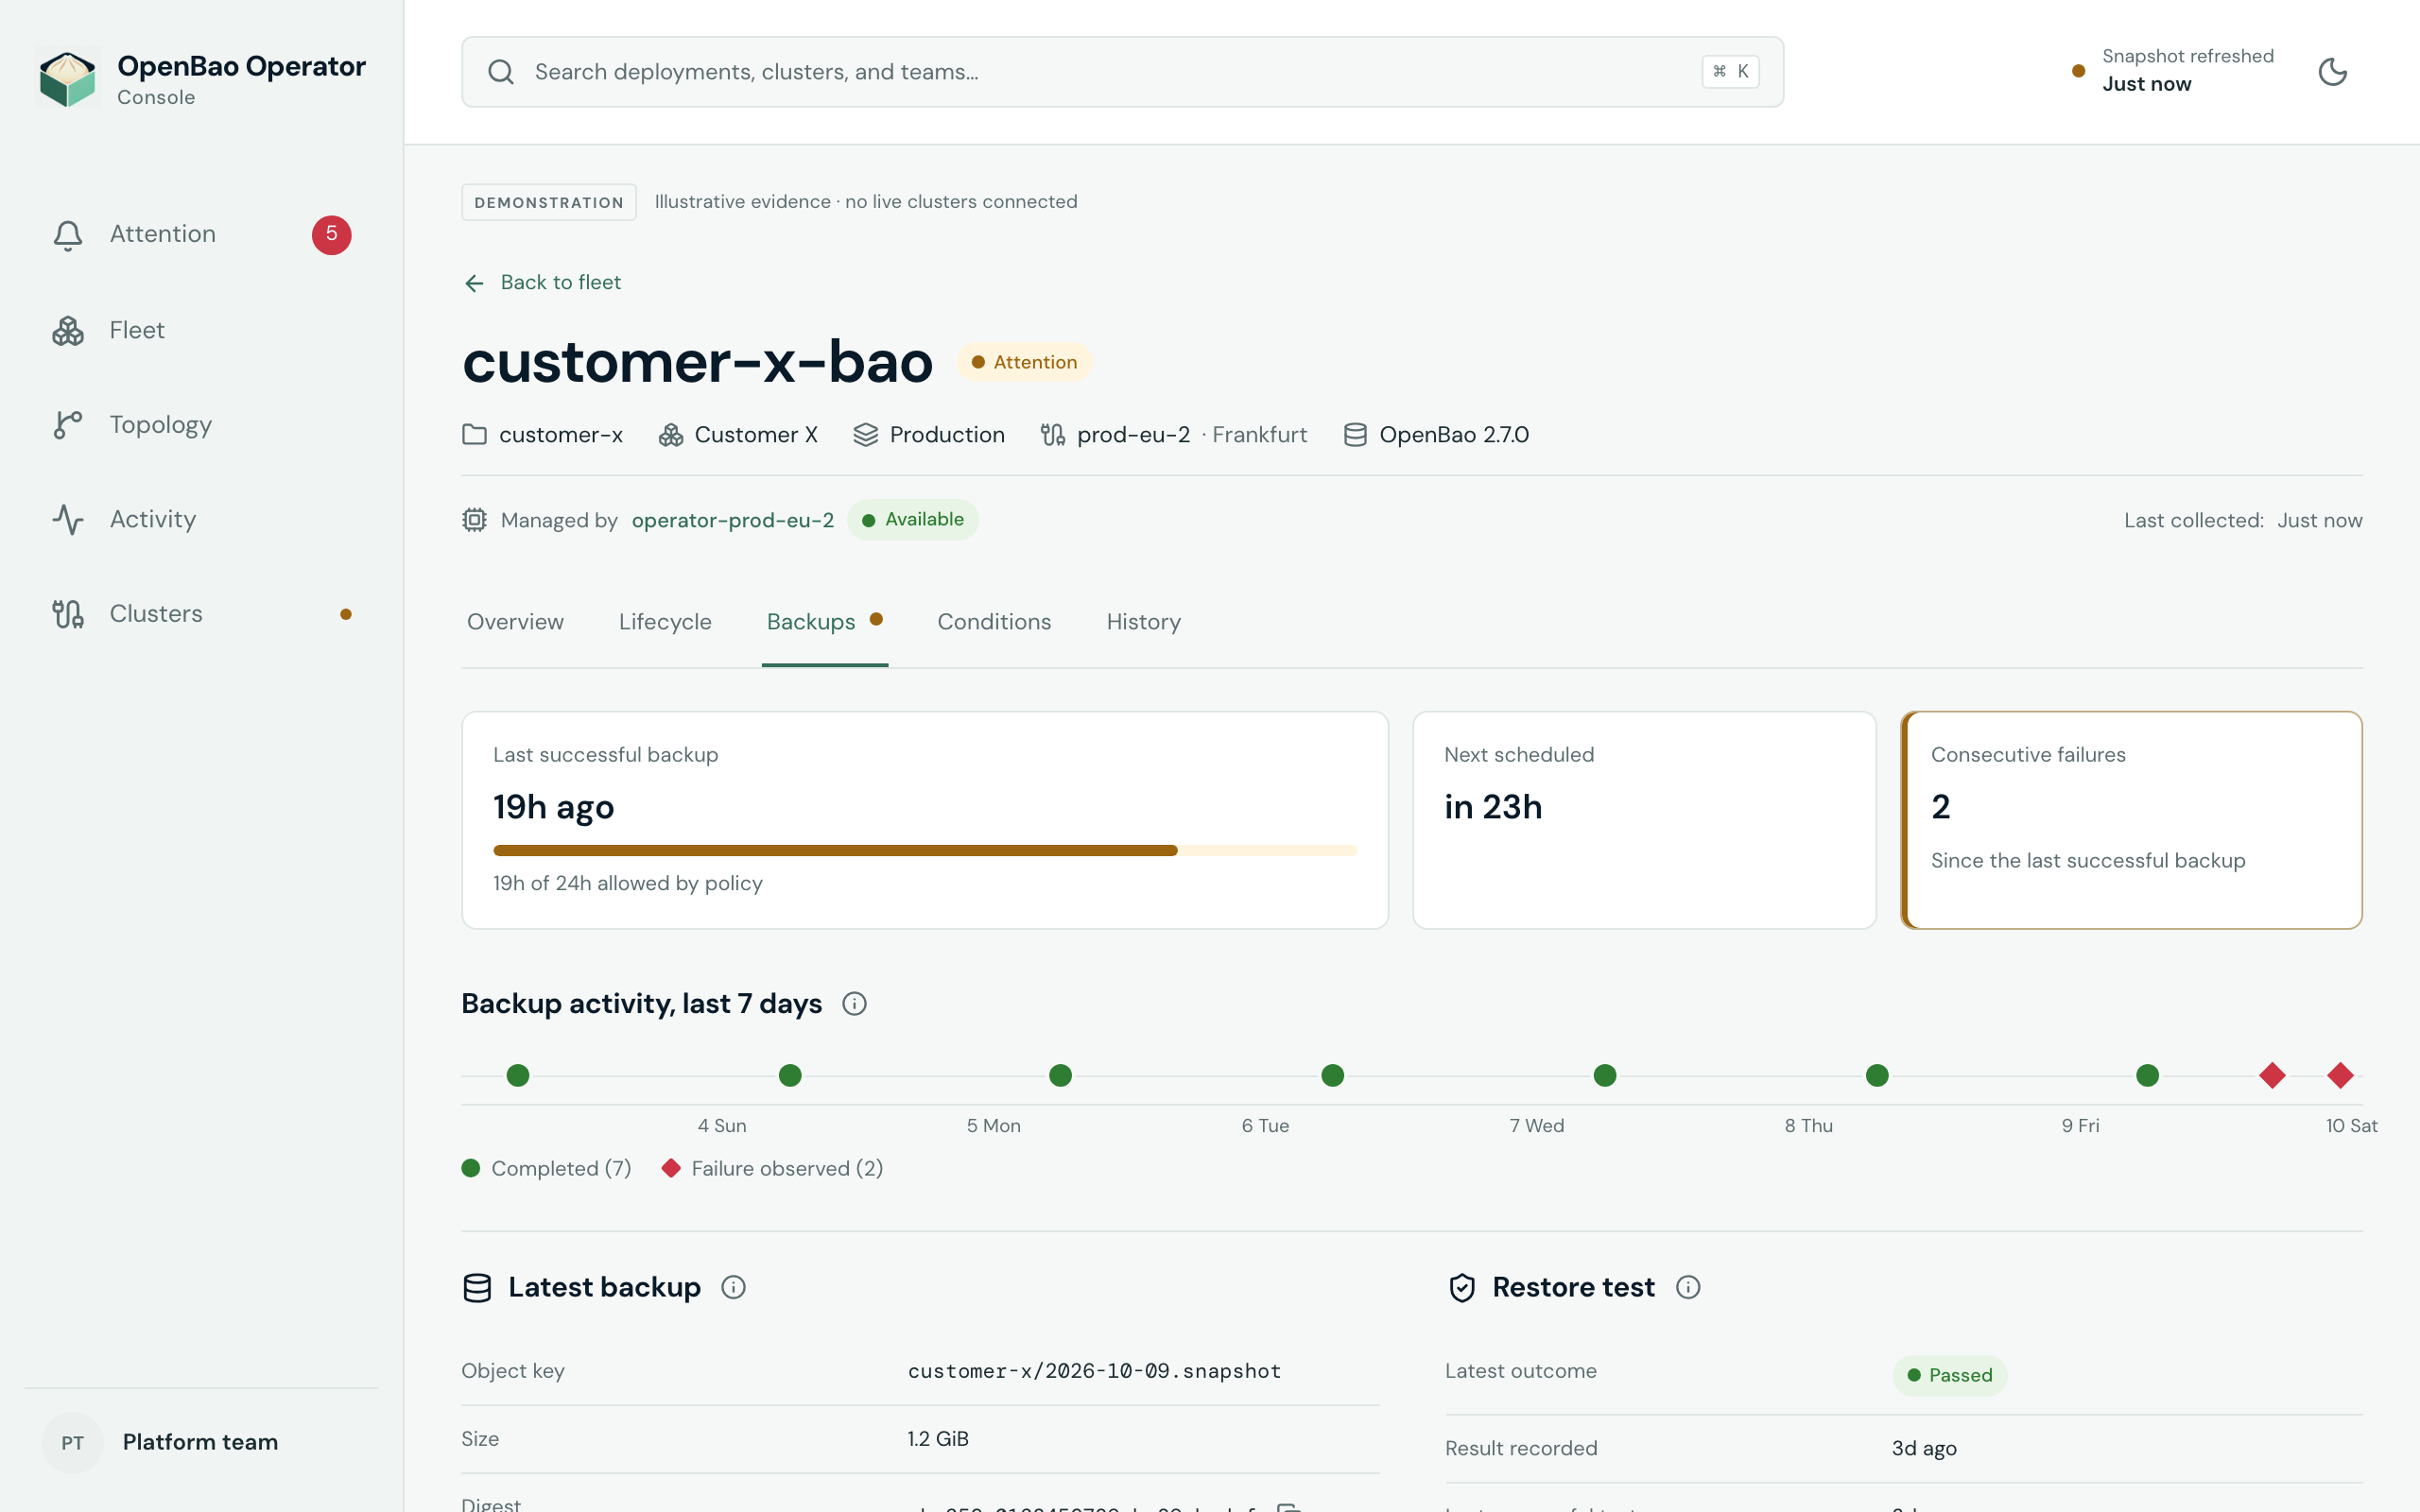 OpenBao Operator
Console
Search deployments, clusters, and teams...
⌘ K
Snapshot refreshed
Just now
Attention
5
Fleet
Topology
Activity
Clusters
PT
Platform team
DEMONSTRATION
Illustrative evidence · no live clusters connected
Back to fleet
customer-x-bao
Attention
customer-x
Customer X
Production
prod-eu-2 · Frankfurt
OpenBao 2.7.0
Managed by operator-prod-eu-2
Available
Last collected: Just now
Overview
Lifecycle
Backups
Conditions
History
Last successful backup
19h ago
19h of 24h allowed by policy
Next scheduled
in 23h
Consecutive failures
2
Since the last successful backup
Backup activity, last 7 days
4 Sun
5 Mon
6 Tue
7 Wed
8 Thu
9 Fri
10 Sat
Completed (7)
Failure observed (2)
Latest backup
Object key
customer-x/2026-10-09.snapshot
Size
1.2 GiB
Digest
Restore test
Latest outcome
Passed
Result recorded
3d ago